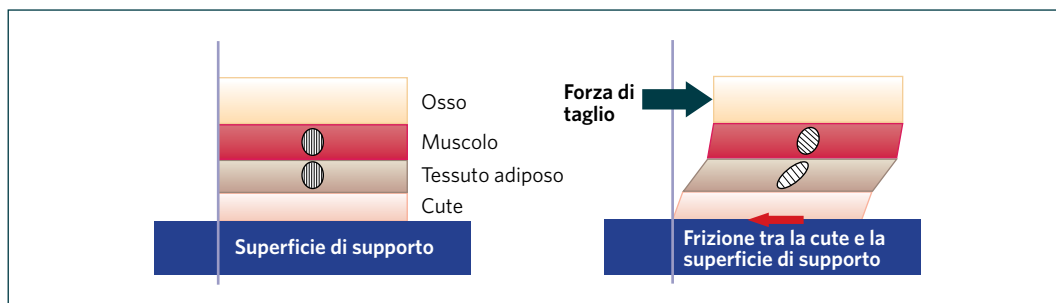 Osso
Muscolo
Tessuto adiposo
Cute
Superficie di supporto
Forza di
taglio
Frizione tra la cute e la
superficie di supporto